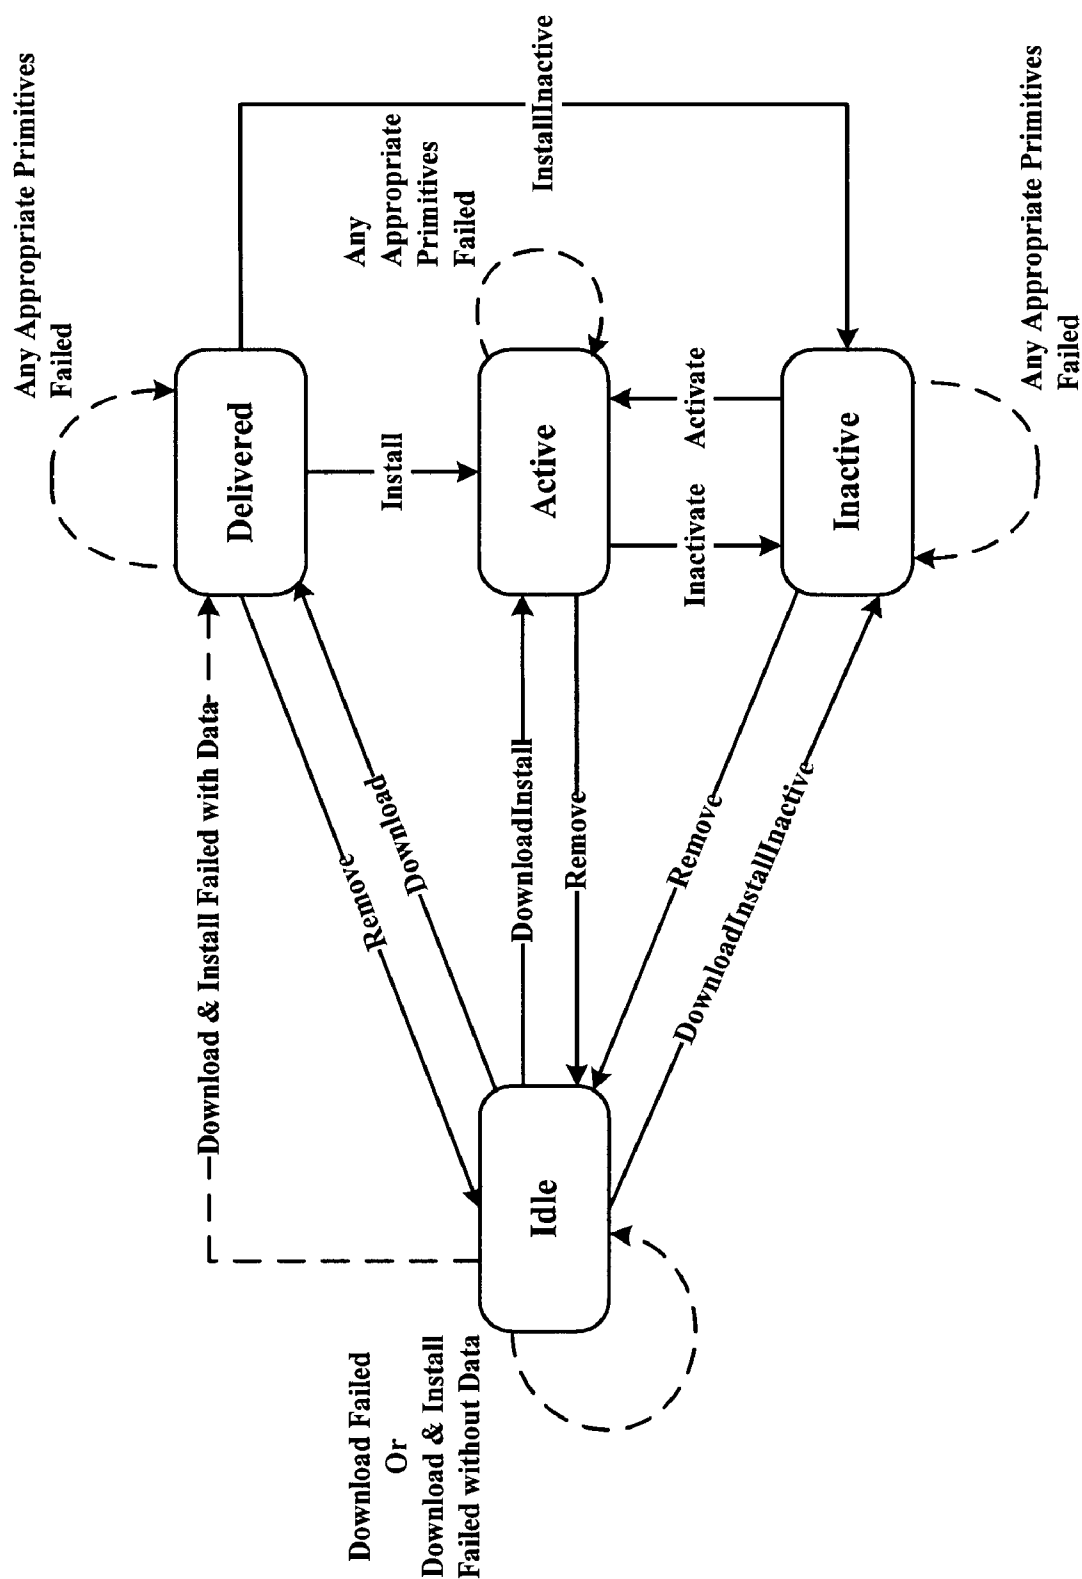 Any Appropriate Primitives
Failed
Download & Install Failed with Data
Delivered
Remove
Download
Install
InstallInactive
Any
Appropriate
Primitives
Failed
Download Failed
Or
Download & Install
Failed without Data
Idle
DownloadInstall
Remove
Active
Inactivate
Activate
Remove
DownloadInstallInactive
Inactive
Any Appropriate Primitives
Failed